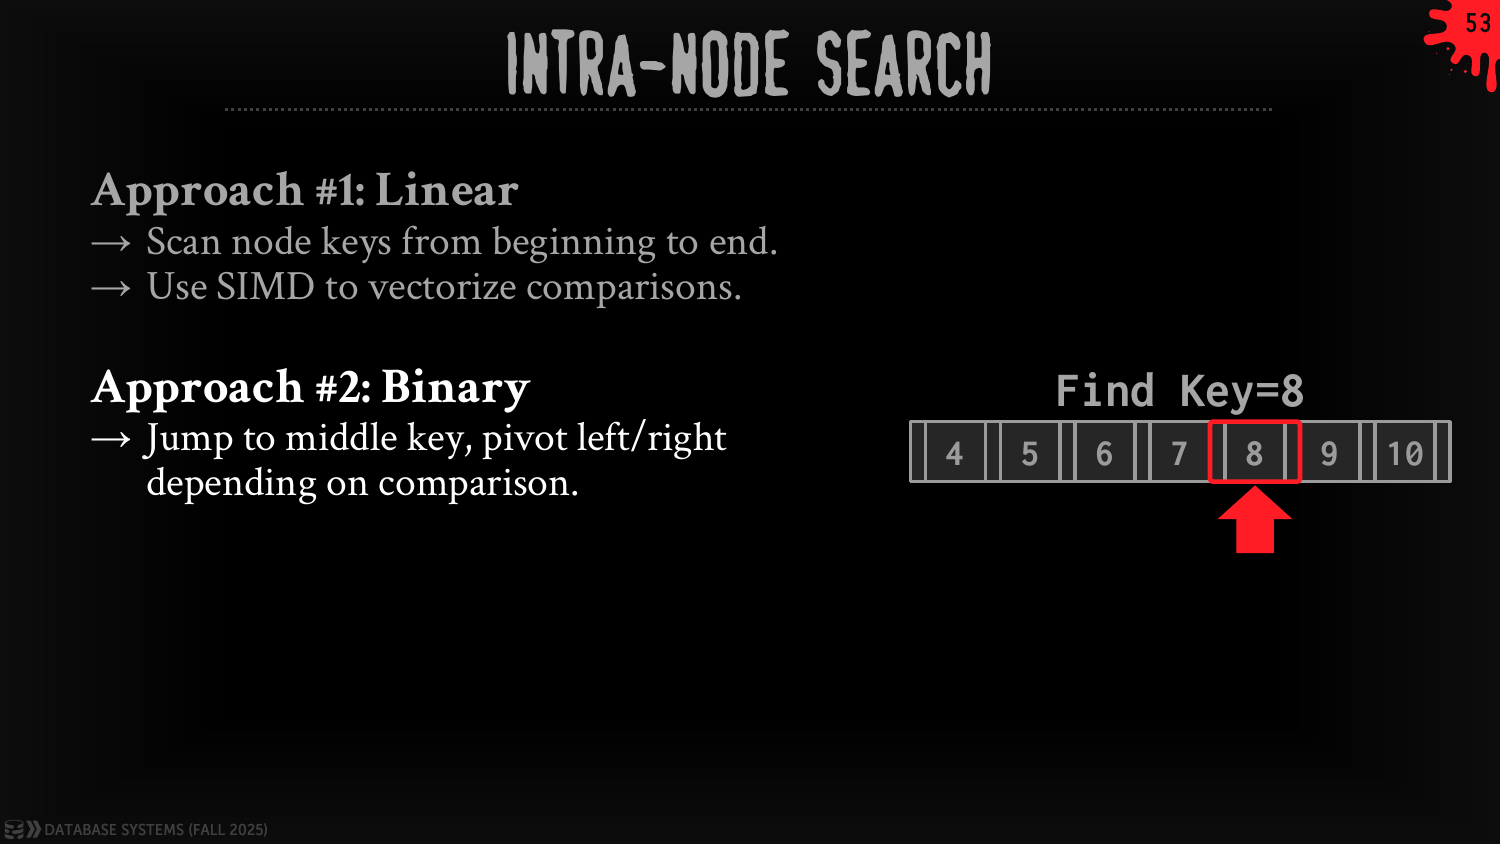 53
INTRA-NODE SEARCH
Approach #1: Linear
→ Scan node keys from beginning to end.
→ Use SIMD to vectorize comparisons.
Approach #2: Binary
→ Jump to middle key, pivot left/right
depending on comparison.
Find Key=8
4 5 6 7 8 9 10
DATABASE SYSTEMS (FALL 2025)